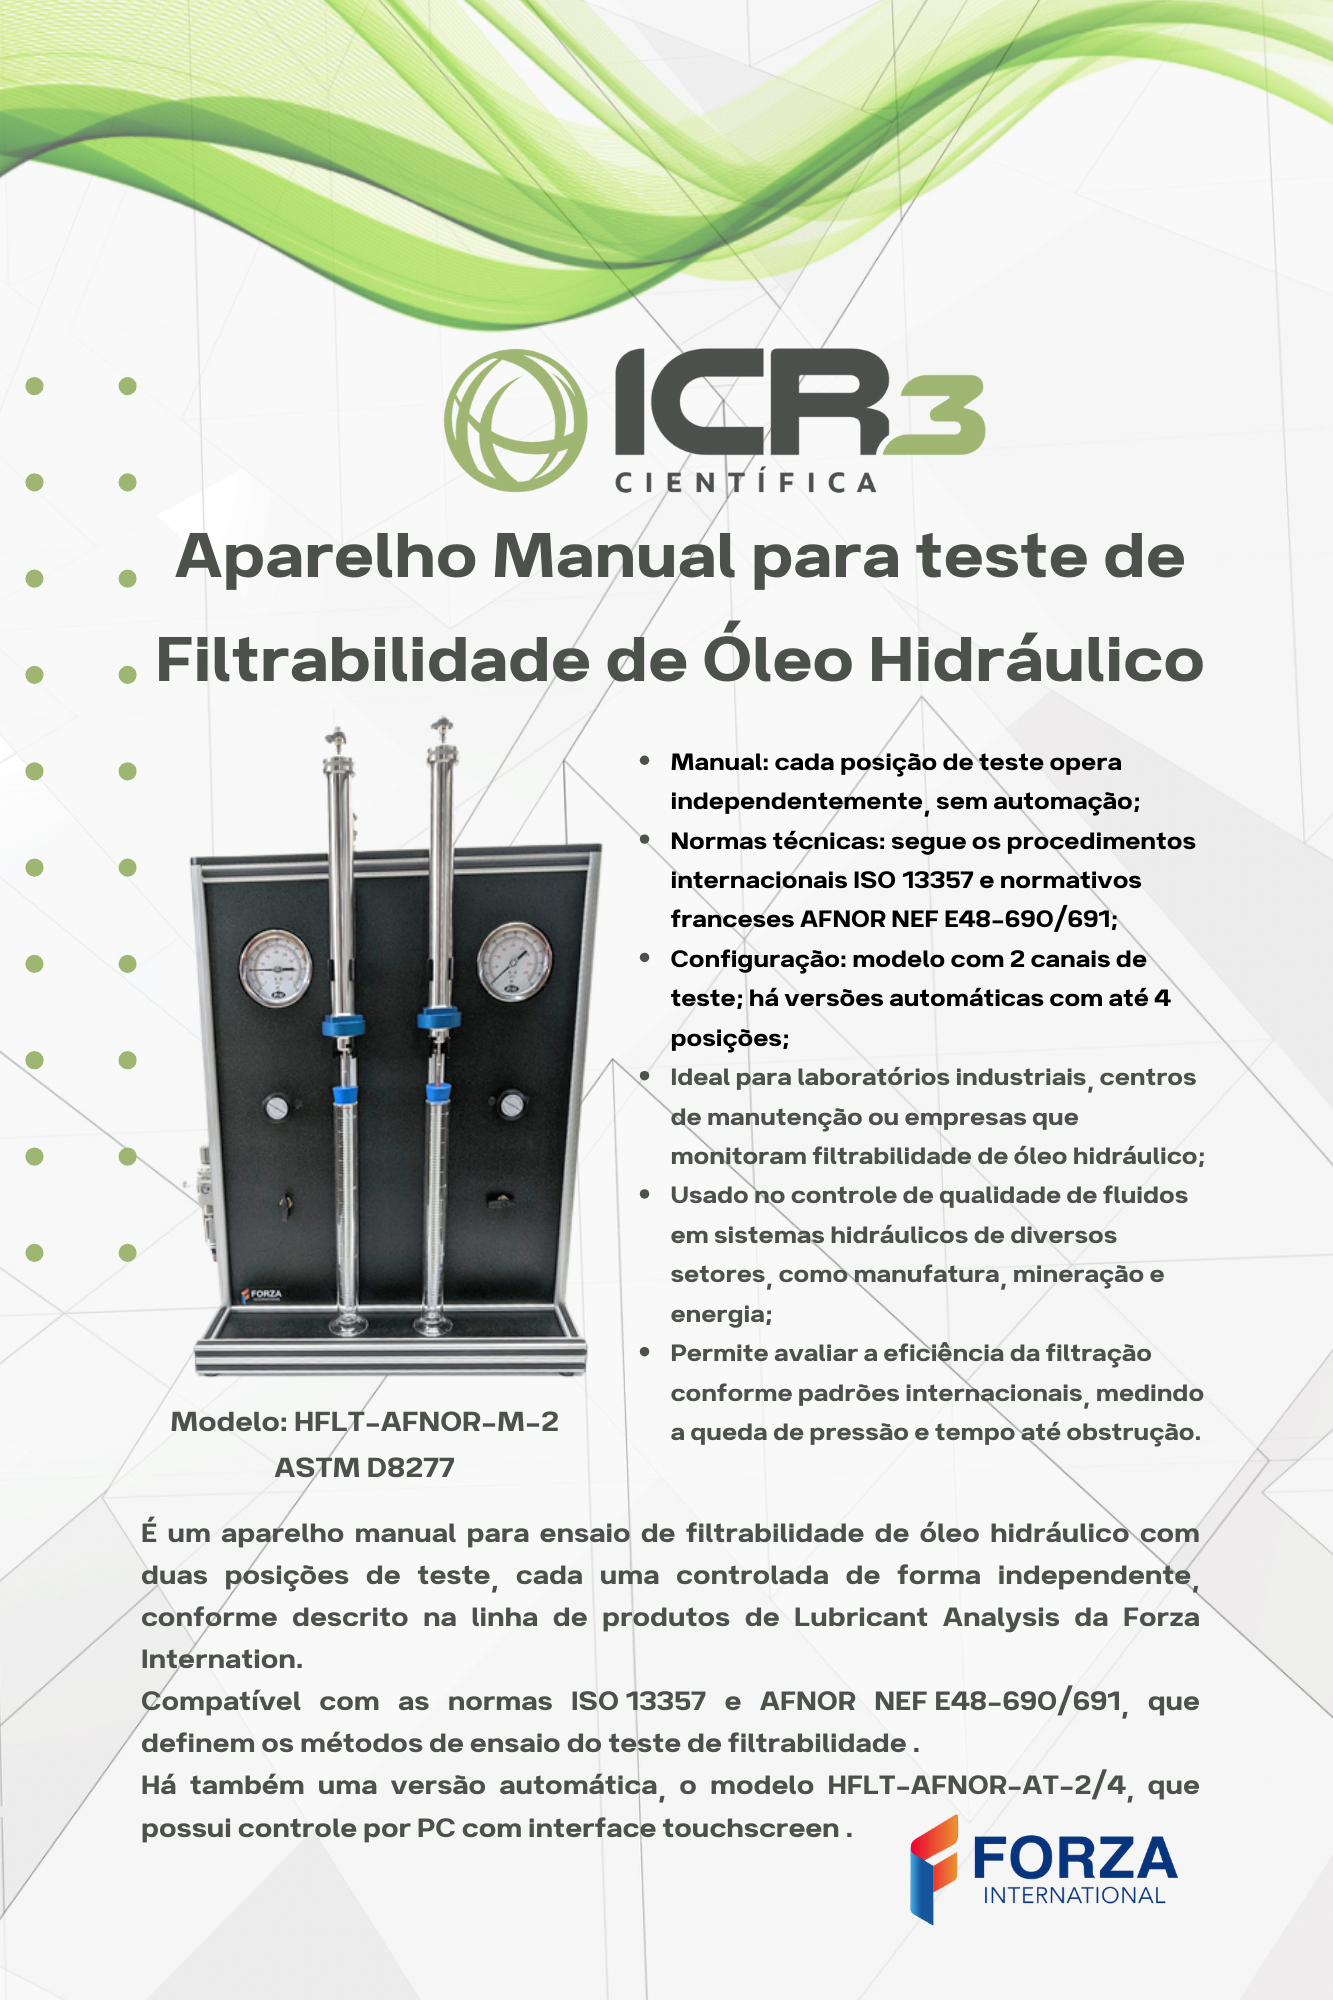 ICR3
CIENTÍFICA
Aparelho Manual para teste de
Filtrabilidade de Óleo Hidráulico
• Manual: cada posição de teste opera
independentemente, sem automação;
• Normas técnicas: segue os procedimentos
internacionais ISO 13357 e normativos
franceses AFNOR NEF E48-690/691;
• Configuração: modelo com 2 canais de
teste; há versões automáticas com até 4
posições;
• Ideal para laboratórios industriais, centros
de manutenção ou empresas que
monitoram filtrabilidade de óleo hidráulico;
• Usado no controle de qualidade de fluidos
em sistemas hidráulicos de diversos
setores, como manufatura, mineração e
energia;
• Permite avaliar a eficiência da filtração
conforme padrões internacionais, medindo
a queda de pressão e tempo até obstrução.
FORZA
INTERNATIONAL
Modelo: HFLT-AFNOR-M-2
ASTM D8277
É um aparelho manual para ensaio de filtrabilidade de óleo hidráulico com
duas posições de teste, cada uma controlada de forma independente,
conforme descrito na linha de produtos de Lubricant Analysis da Forza
Internation.
Compatível com as normas ISO 13357 e AFNOR NEF E48-690/691, que
definem os métodos de ensaio do teste de filtrabilidade .
Há também uma versão automática, o modelo HFLT-AFNOR-AT-2/4, que
possui controle por PC com interface touchscreen .
FORZA
INTERNATIONAL